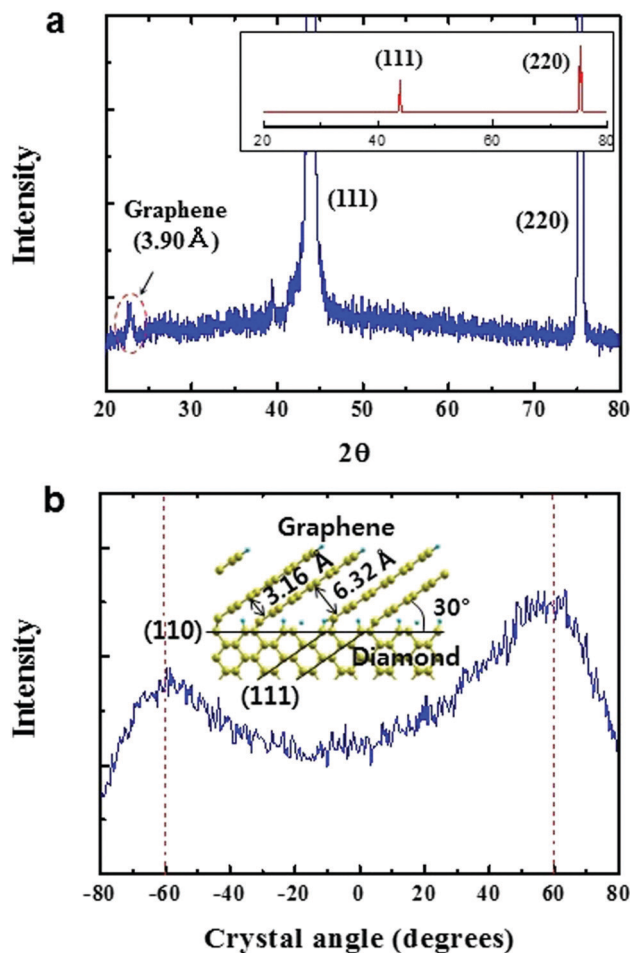 a
(111)
(220)
20 40 60 80
Graphene
(3.90 Å)
(111)
(220)
Intensity
20 30 40 50 60 70 80
2θ
b
Graphene
3.16 Å
6.32 Å
30°
(110)
Diamond
(111)
Intensity
-80 -60 -40 -20 0 20 40 60 80
Crystal angle (degrees)